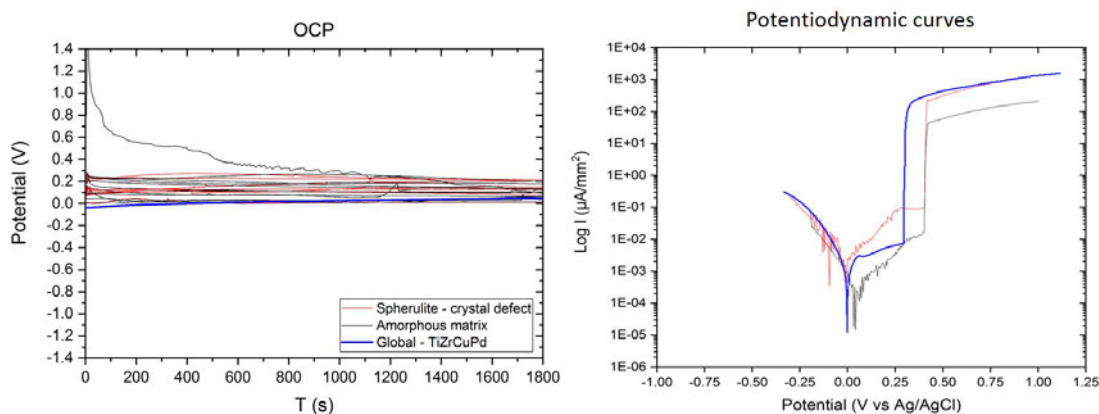 OCP
Potential (V)
1.4
1.2
1.0
0.8
0.6
0.4
0.2
0.0
-0.2
-0.4
-0.6
-0.8
-1.0
-1.2
-1.4
Spherulite - crystal defect
Amorphous matrix
Global - TiZrCuPd
0 200 400 600 800 1000 1200 1400 1600 1800
T (s)
Potentiodynamic curves
Log I (µA/mm²)
1E+04
1E+03
1E+02
1E+01
1E+00
1E-01
1E-02
1E-03
1E-04
1E-05
1E-06
-1.00 -0.75 -0.50 -0.25 0.00 0.25 0.50 0.75 1.00 1.25
Potential (V vs Ag/AgCl)